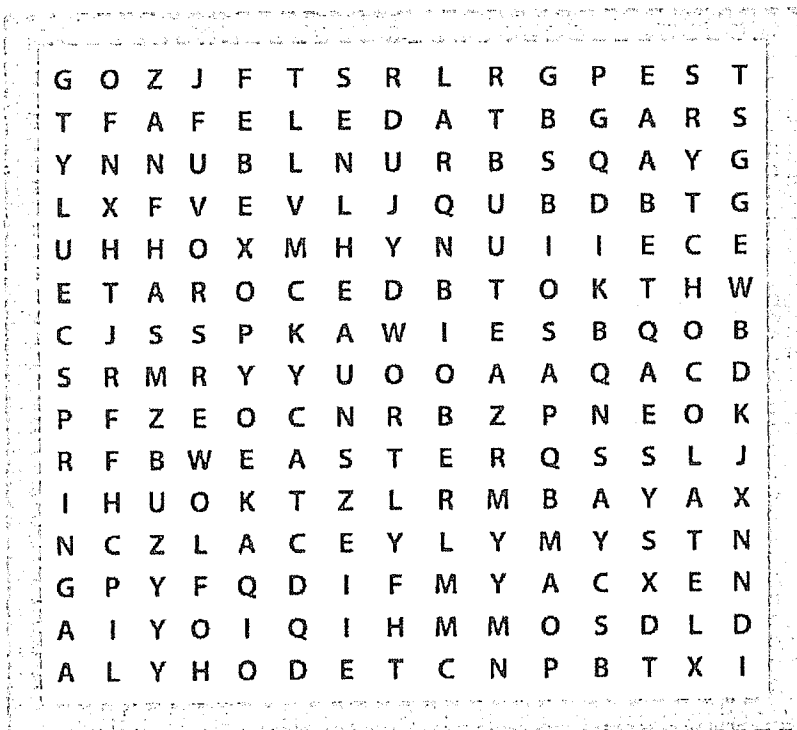 G O Z J F T S R L R G P E S T
T F A F E L E D A T B G A R S
Y N N U B L N U R B S Q A Y G
L X F V E V L J Q U B D B T G
U H H O X M H Y N U I I E C E
E T A R O C E D B T O K T H W
C J S S P K A W I E S B Q O B
S R M R Y Y U O O A A Q A C D
P F Z E O C N R B Z P N E O K
R F B W E A S T E R Q S S L J
I H U O K T Z L R M B A Y A X
N C Z L A C E Y L Y M Y S T N
G P Y F Q D I F M Y A C X E N
A I Y O I Q I H M M O S D L D
A L Y H O D E T C N P B T X I